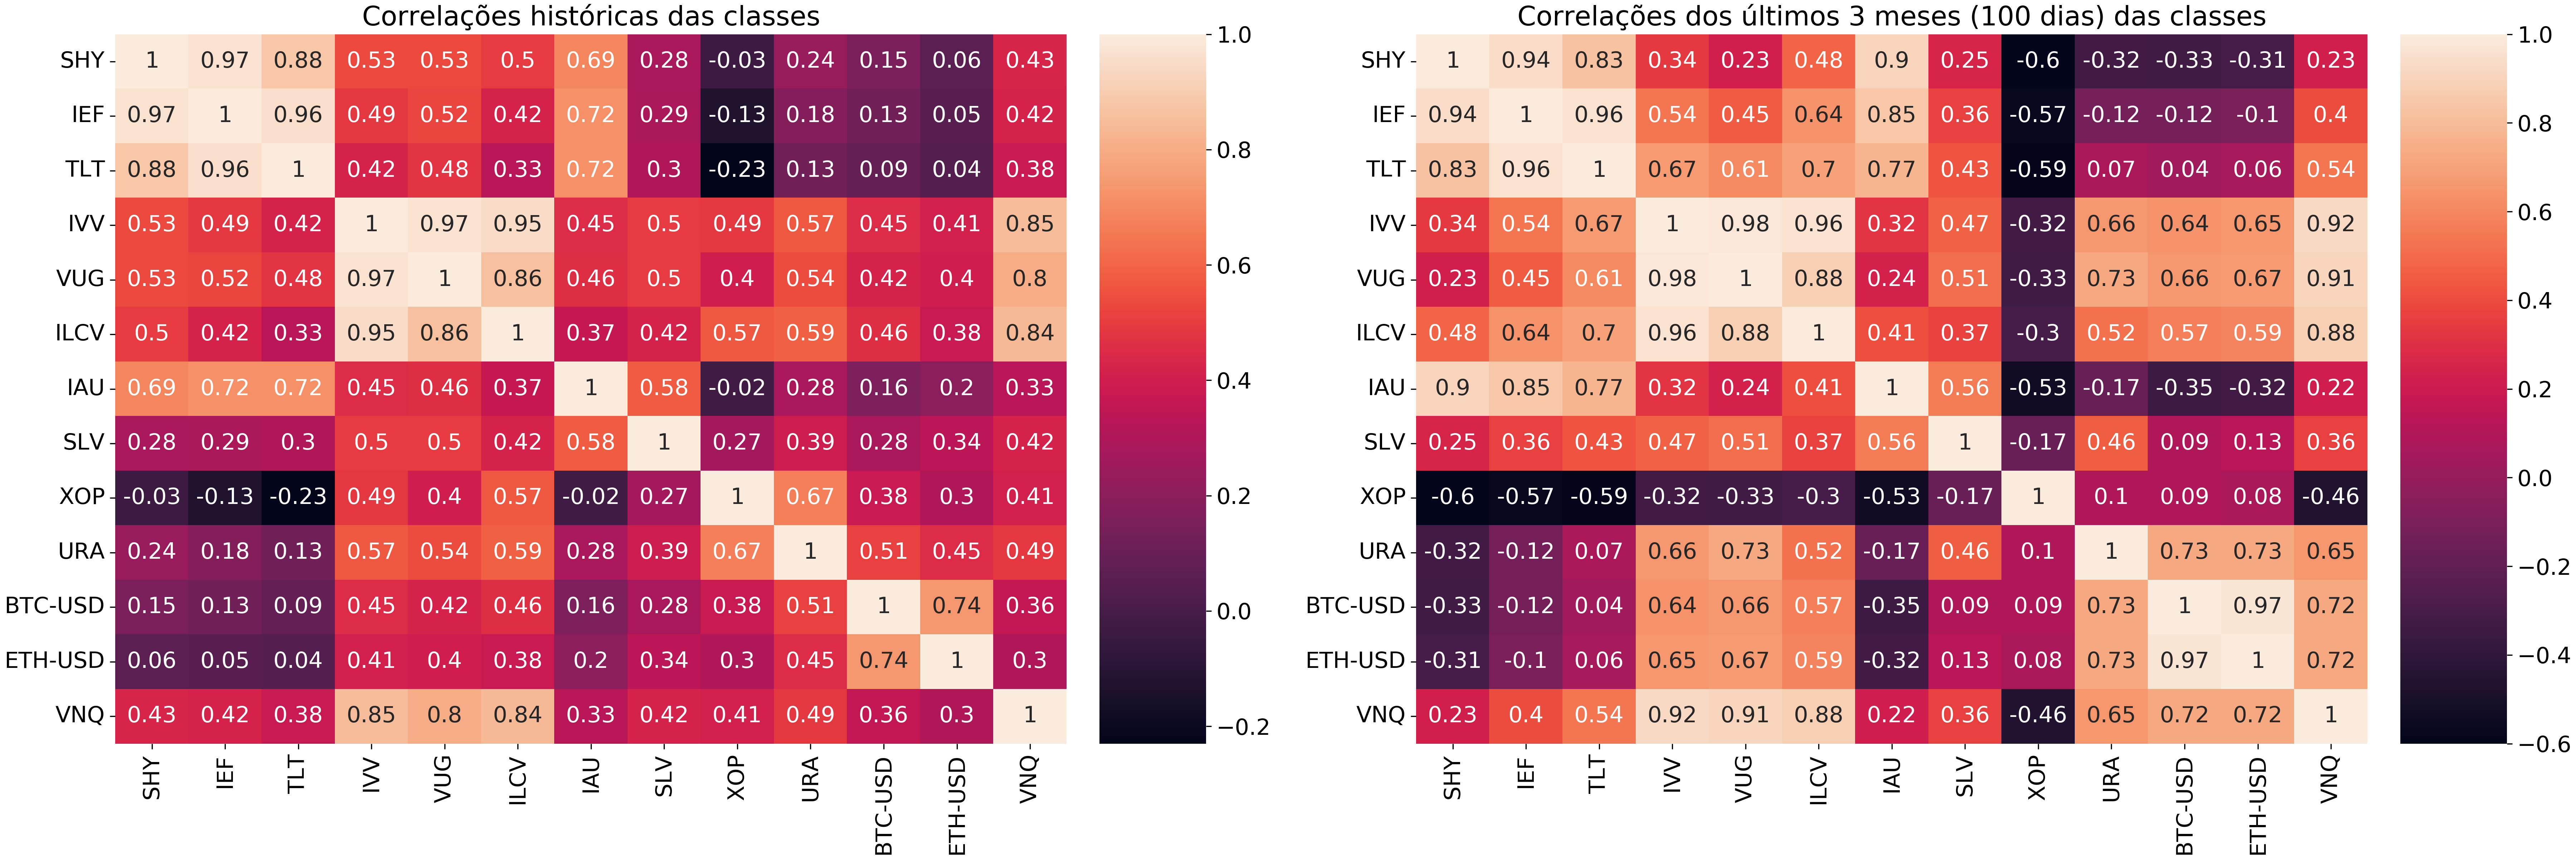 Correlações históricas das classes
SHY 1 0.97 0.88 0.53 0.53 0.5 0.69 0.28 -0.03 0.24 0.15 0.06 0.43
IEF 0.97 1 0.96 0.49 0.52 0.42 0.72 0.29 -0.13 0.18 0.13 0.05 0.42
TLT 0.88 0.96 1 0.42 0.48 0.33 0.72 0.3 -0.23 0.13 0.09 0.04 0.38
IVV 0.53 0.49 0.42 1 0.97 0.95 0.45 0.5 0.49 0.57 0.45 0.41 0.85
VUG 0.53 0.52 0.48 0.97 1 0.86 0.46 0.5 0.4 0.54 0.42 0.4 0.8
ILCV 0.5 0.42 0.33 0.95 0.86 1 0.37 0.42 0.57 0.59 0.46 0.38 0.84
IAU 0.69 0.72 0.72 0.45 0.46 0.37 1 0.58 -0.02 0.28 0.16 0.2 0.33
SLV 0.28 0.29 0.3 0.5 0.5 0.42 0.58 1 0.27 0.39 0.28 0.34 0.42
XOP -0.03 -0.13 -0.23 0.49 0.4 0.57 -0.02 0.27 1 0.67 0.38 0.3 0.41
URA 0.24 0.18 0.13 0.57 0.54 0.59 0.28 0.39 0.67 1 0.51 0.45 0.49
BTC-USD 0.15 0.13 0.09 0.45 0.42 0.46 0.16 0.28 0.38 0.51 1 0.74 0.36
ETH-USD 0.06 0.05 0.04 0.41 0.4 0.38 0.2 0.34 0.3 0.45 0.74 1 0.3
VNQ 0.43 0.42 0.38 0.85 0.8 0.84 0.33 0.42 0.41 0.49 0.36 0.3 1
SHY IEF TLT IVV VUG ILCV IAU SLV XOP URA BTC-USD ETH-USD VNQ
1.0
0.8
0.6
0.4
0.2
0.0
−0.2
Correlações dos últimos 3 meses (100 dias) das classes
SHY 1 0.94 0.83 0.34 0.23 0.48 0.9 0.25 -0.6 -0.32 -0.33 -0.31 0.23
IEF 0.94 1 0.96 0.54 0.45 0.64 0.85 0.36 -0.57 -0.12 -0.12 -0.1 0.4
TLT 0.83 0.96 1 0.67 0.61 0.7 0.77 0.43 -0.59 0.07 0.04 0.06 0.54
IVV 0.34 0.54 0.67 1 0.98 0.96 0.32 0.47 -0.32 0.66 0.64 0.65 0.92
VUG 0.23 0.45 0.61 0.98 1 0.88 0.24 0.51 -0.33 0.73 0.66 0.67 0.91
ILCV 0.48 0.64 0.7 0.96 0.88 1 0.41 0.37 -0.3 0.52 0.57 0.59 0.88
IAU 0.9 0.85 0.77 0.32 0.24 0.41 1 0.56 -0.53 -0.17 -0.35 -0.32 0.22
SLV 0.25 0.36 0.43 0.47 0.51 0.37 0.56 1 -0.17 0.46 0.09 0.13 0.36
XOP -0.6 -0.57 -0.59 -0.32 -0.33 -0.3 -0.53 -0.17 1 0.1 0.09 0.08 -0.46
URA -0.32 -0.12 0.07 0.66 0.73 0.52 -0.17 0.46 0.1 1 0.73 0.73 0.65
BTC-USD -0.33 -0.12 0.04 0.64 0.66 0.57 -0.35 0.09 0.09 0.73 1 0.97 0.72
ETH-USD -0.31 -0.1 0.06 0.65 0.67 0.59 -0.32 0.13 0.08 0.73 0.97 1 0.72
VNQ 0.23 0.4 0.54 0.92 0.91 0.88 0.22 0.36 -0.46 0.65 0.72 0.72 1
SHY IEF TLT IVV VUG ILCV IAU SLV XOP URA BTC-USD ETH-USD VNQ
1.0
0.8
0.6
0.4
0.2
0.0
−0.2
−0.4
−0.6